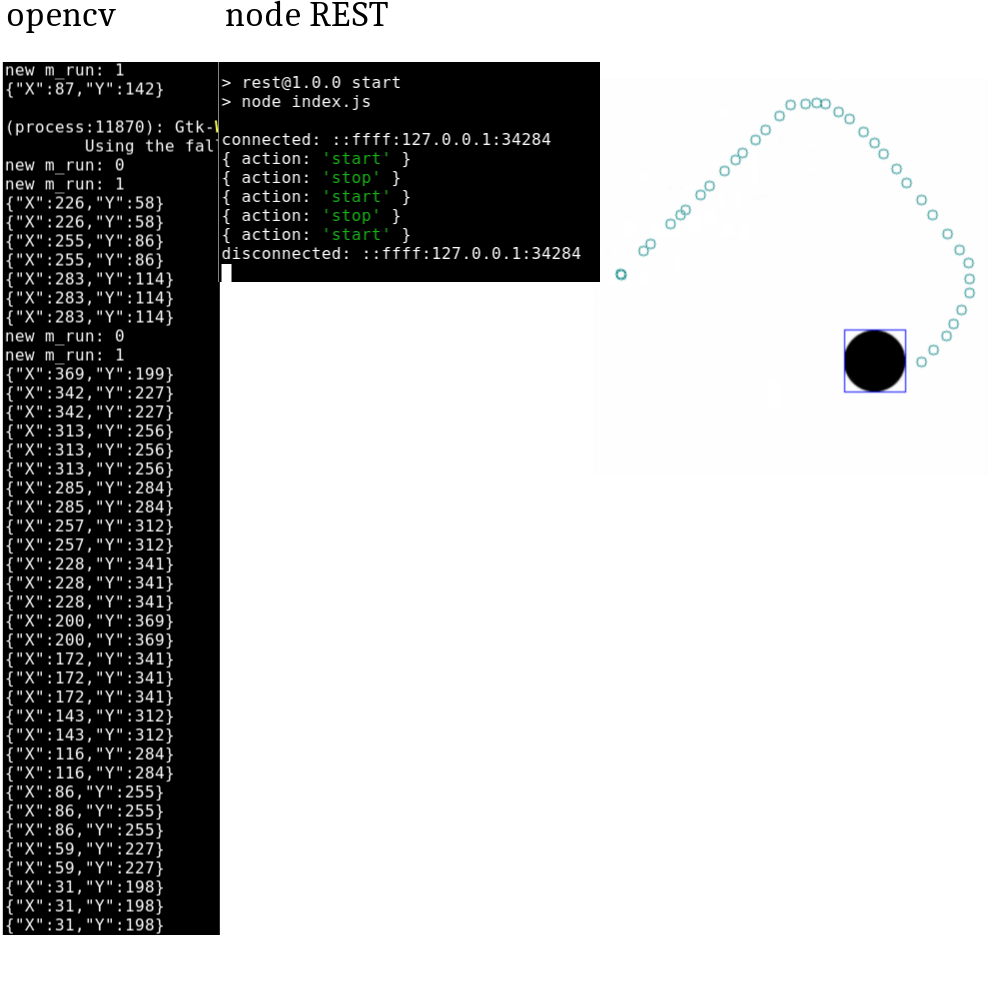 opencv
node REST
new m_run: 1
{"X":87,"Y":142}
(process:11870): Gtk-
Using the fal
new m_run: 0
new m_run: 1
{"X":226,"Y":58}
{"X":226,"Y":58}
{"X":255,"Y":86}
{"X":255,"Y":86}
{"X":283,"Y":114}
{"X":283,"Y":114}
{"X":283,"Y":114}
new m_run: 0
new m_run: 1
{"X":369,"Y":199}
{"X":342,"Y":227}
{"X":342,"Y":227}
{"X":313,"Y":256}
{"X":313,"Y":256}
{"X":313,"Y":256}
{"X":285,"Y":284}
{"X":285,"Y":284}
{"X":257,"Y":312}
{"X":257,"Y":312}
{"X":228,"Y":341}
{"X":228,"Y":341}
{"X":228,"Y":341}
{"X":200,"Y":369}
{"X":200,"Y":369}
{"X":172,"Y":341}
{"X":172,"Y":341}
{"X":172,"Y":341}
{"X":143,"Y":312}
{"X":143,"Y":312}
{"X":116,"Y":284}
{"X":116,"Y":284}
{"X":86,"Y":255}
{"X":86,"Y":255}
{"X":86,"Y":255}
{"X":59,"Y":227}
{"X":59,"Y":227}
{"X":31,"Y":198}
{"X":31,"Y":198}
{"X":31,"Y":198}
> rest@1.0.0 start
> node index.js
connected: ::ffff:127.0.0.1:34284
{ action: 'start' }
{ action: 'stop' }
{ action: 'start' }
{ action: 'stop' }
{ action: 'start' }
disconnected: ::ffff:127.0.0.1:34284